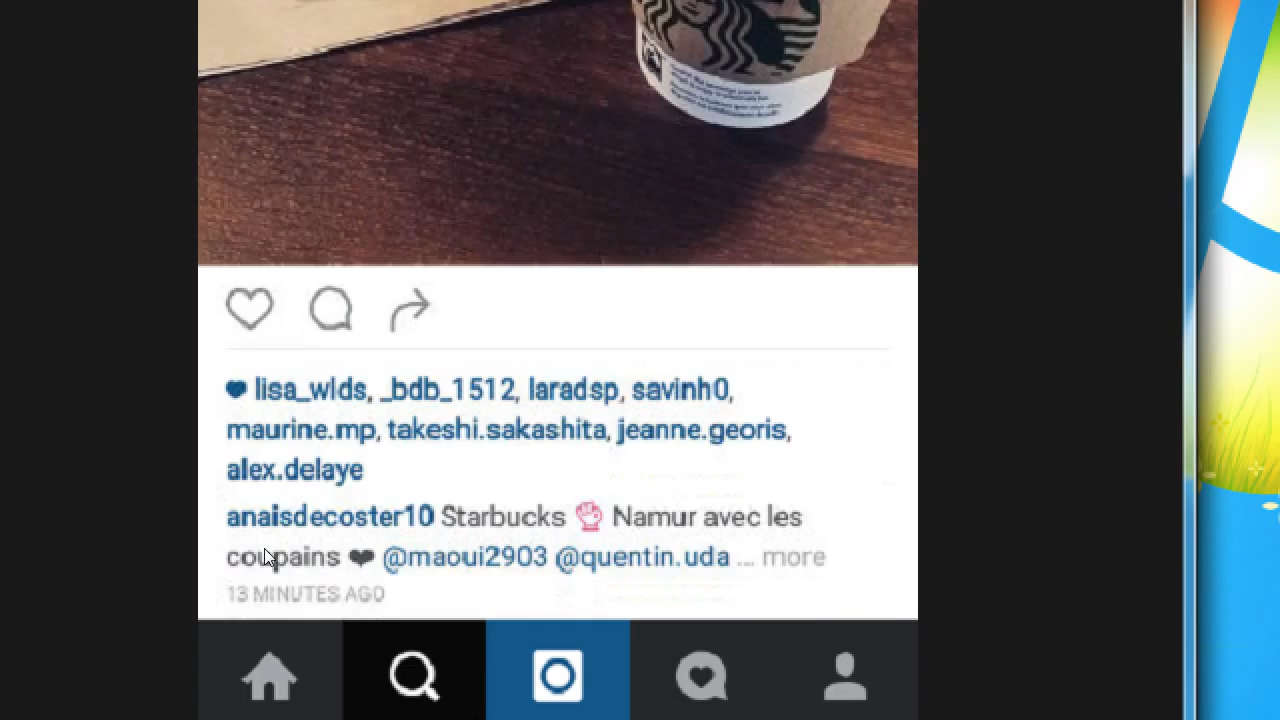 lisa_wlds, _bdb_1512, laradsp, savinh0,
maurine.mp, takeshi.sakashita, jeanne.georis,
alex.delaye
anaisdecoster10 Starbucks ✊ Namur avec les
coupains ❤ @maoui2903 @quentin.uda ... more
13 MINUTES AGO